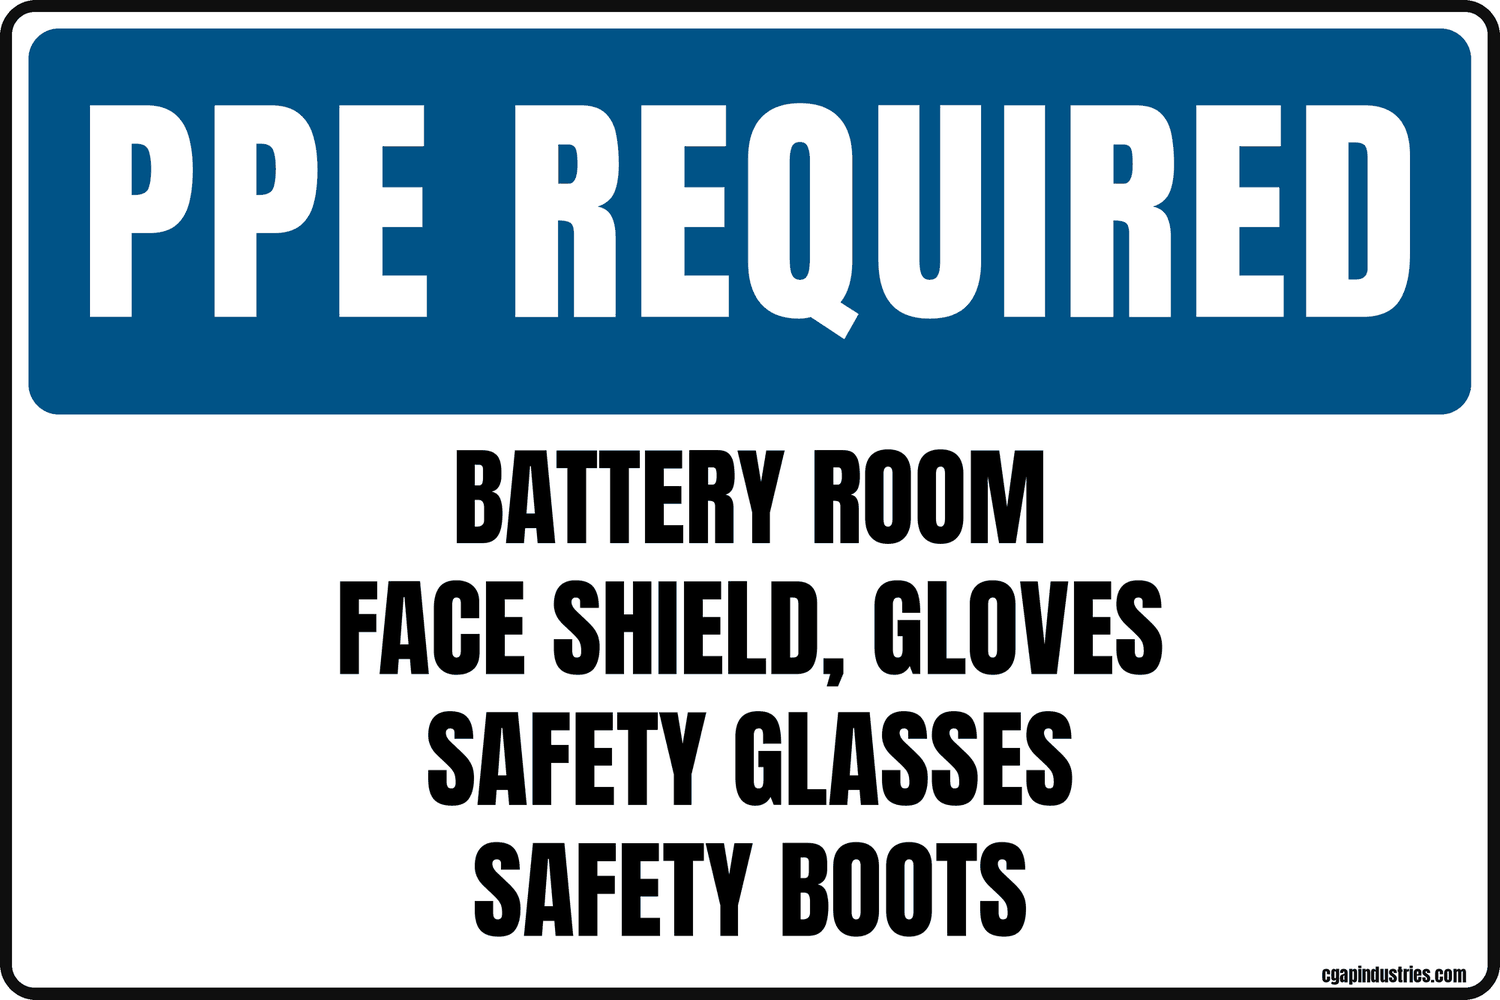 PPE REQUIRED
BATTERY ROOM
FACE SHIELD, GLOVES
SAFETY GLASSES
SAFETY BOOTS
cgapindustries.com